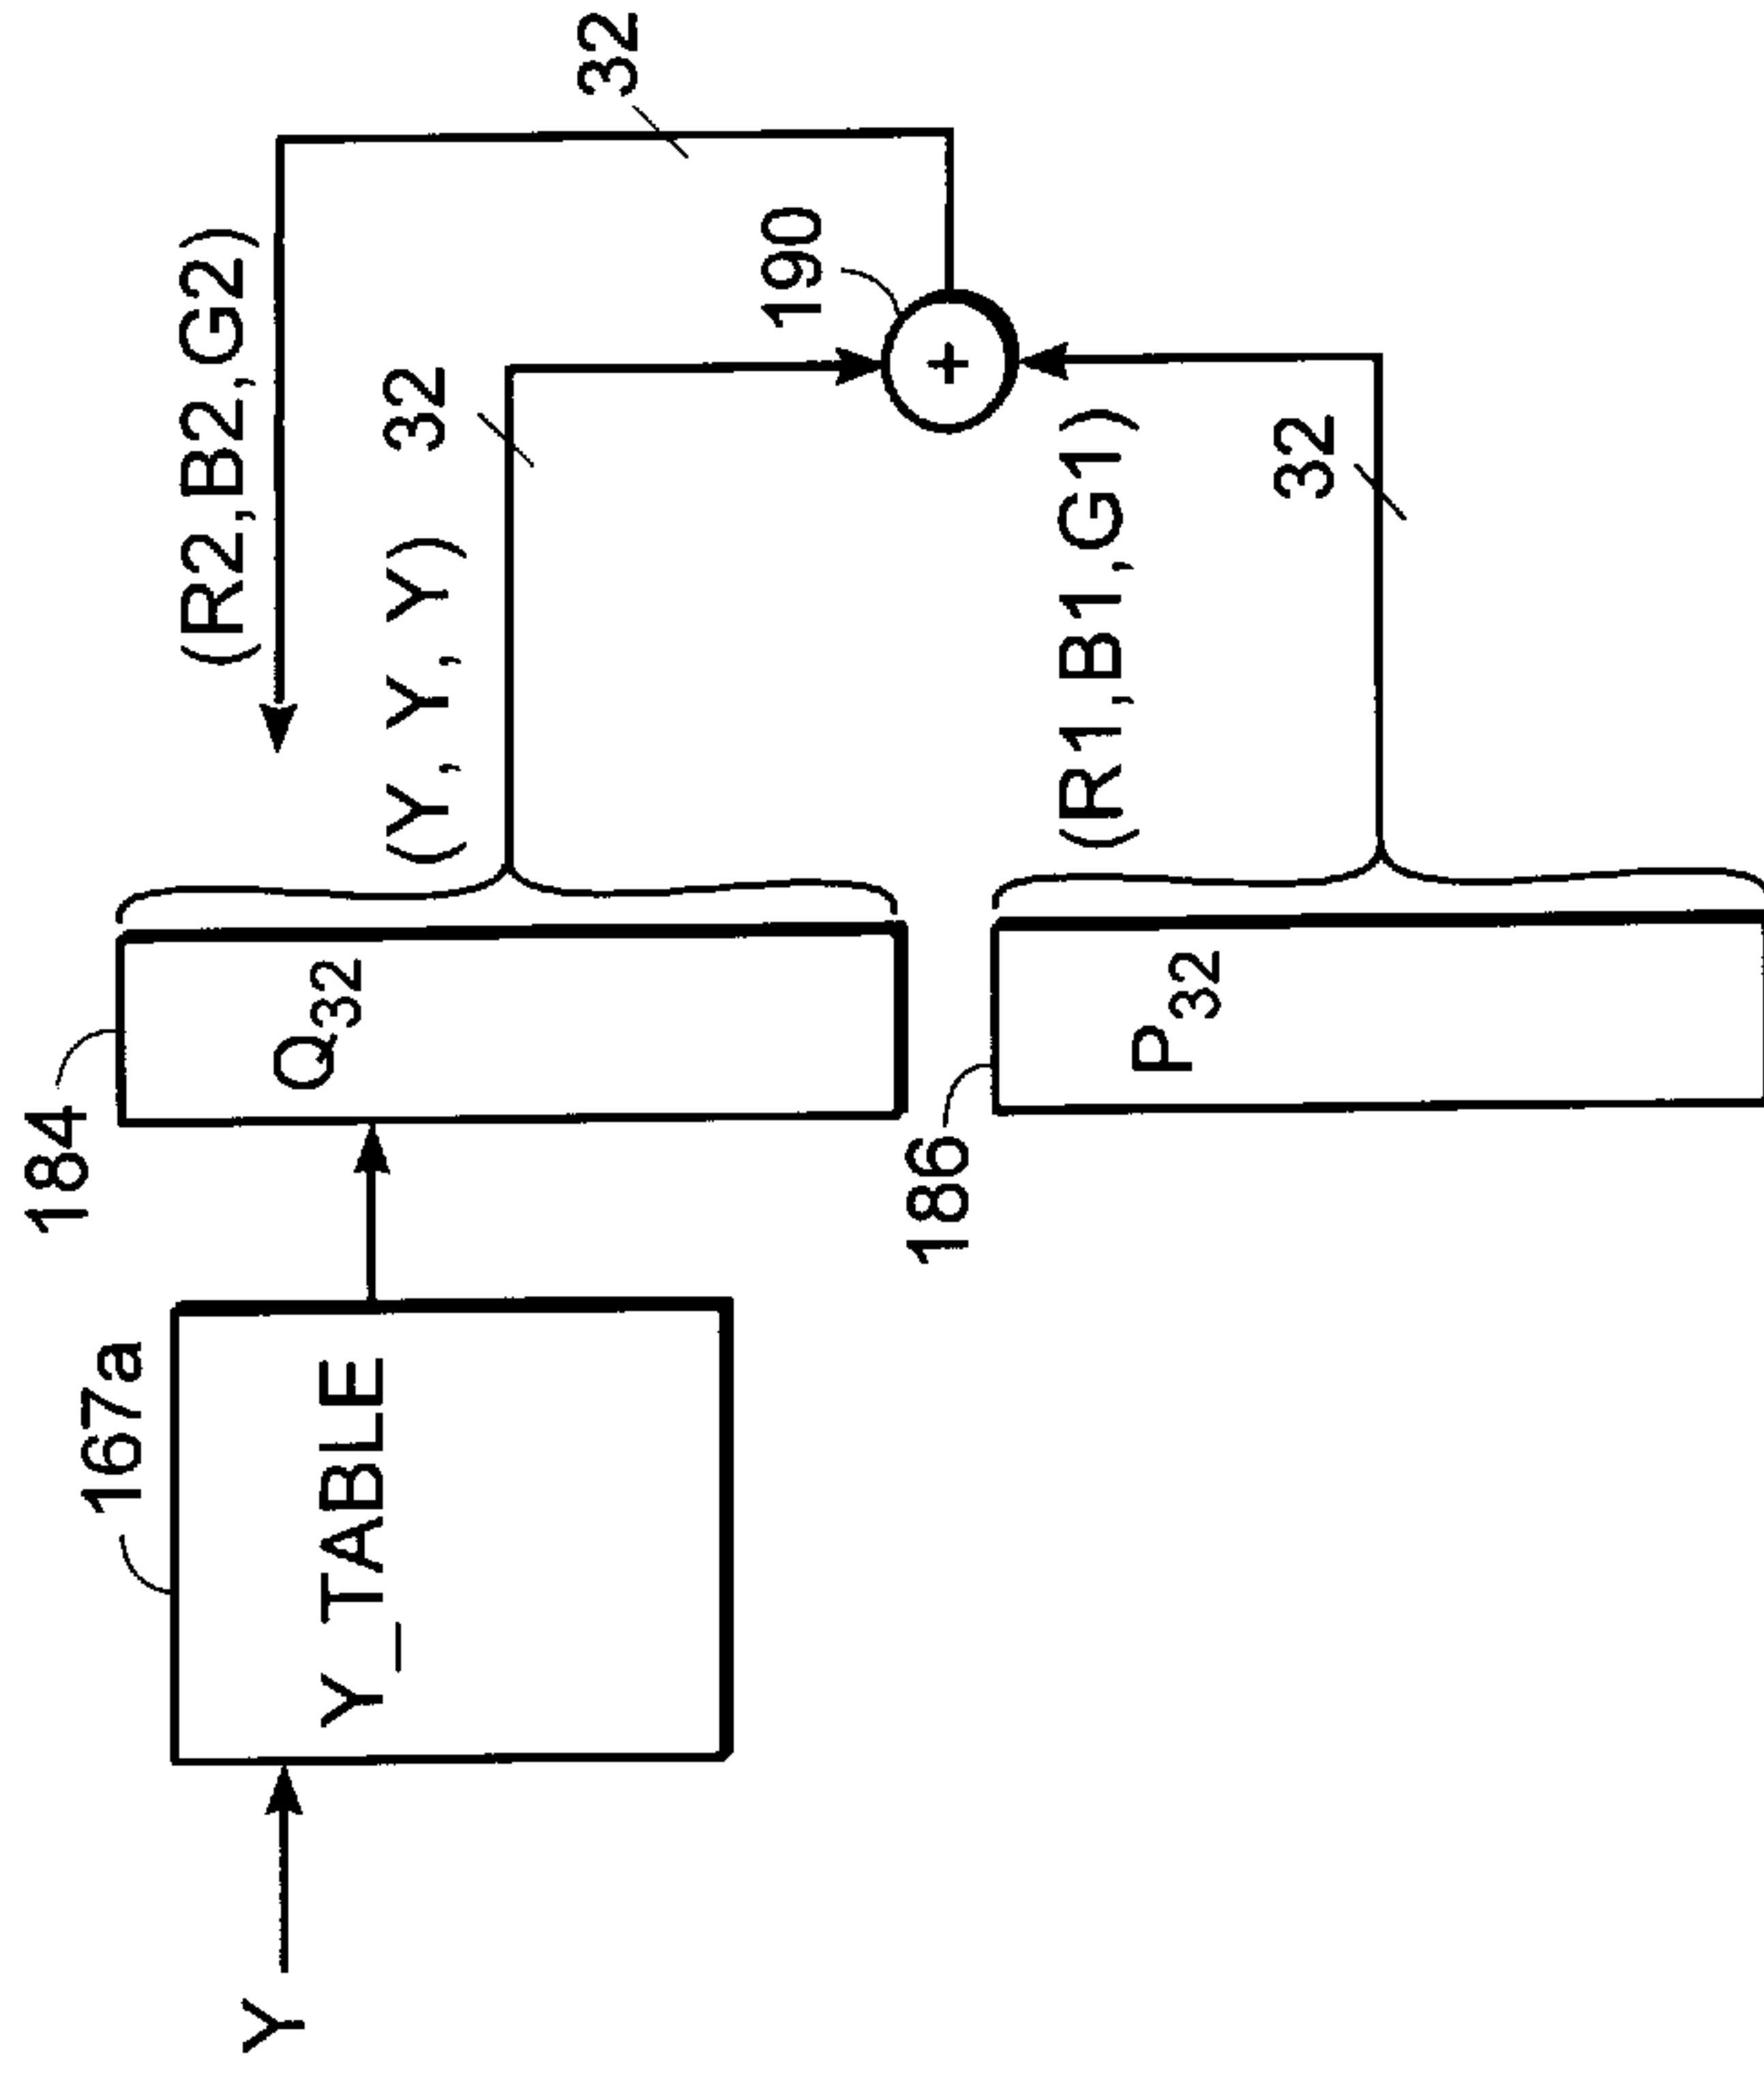 Y
167a
Y_TABLE
184
Q32
(Y, Y, Y)
32
(R2,B2,G2)
32
190
+
186
P32
(R1,B1,G1)
32